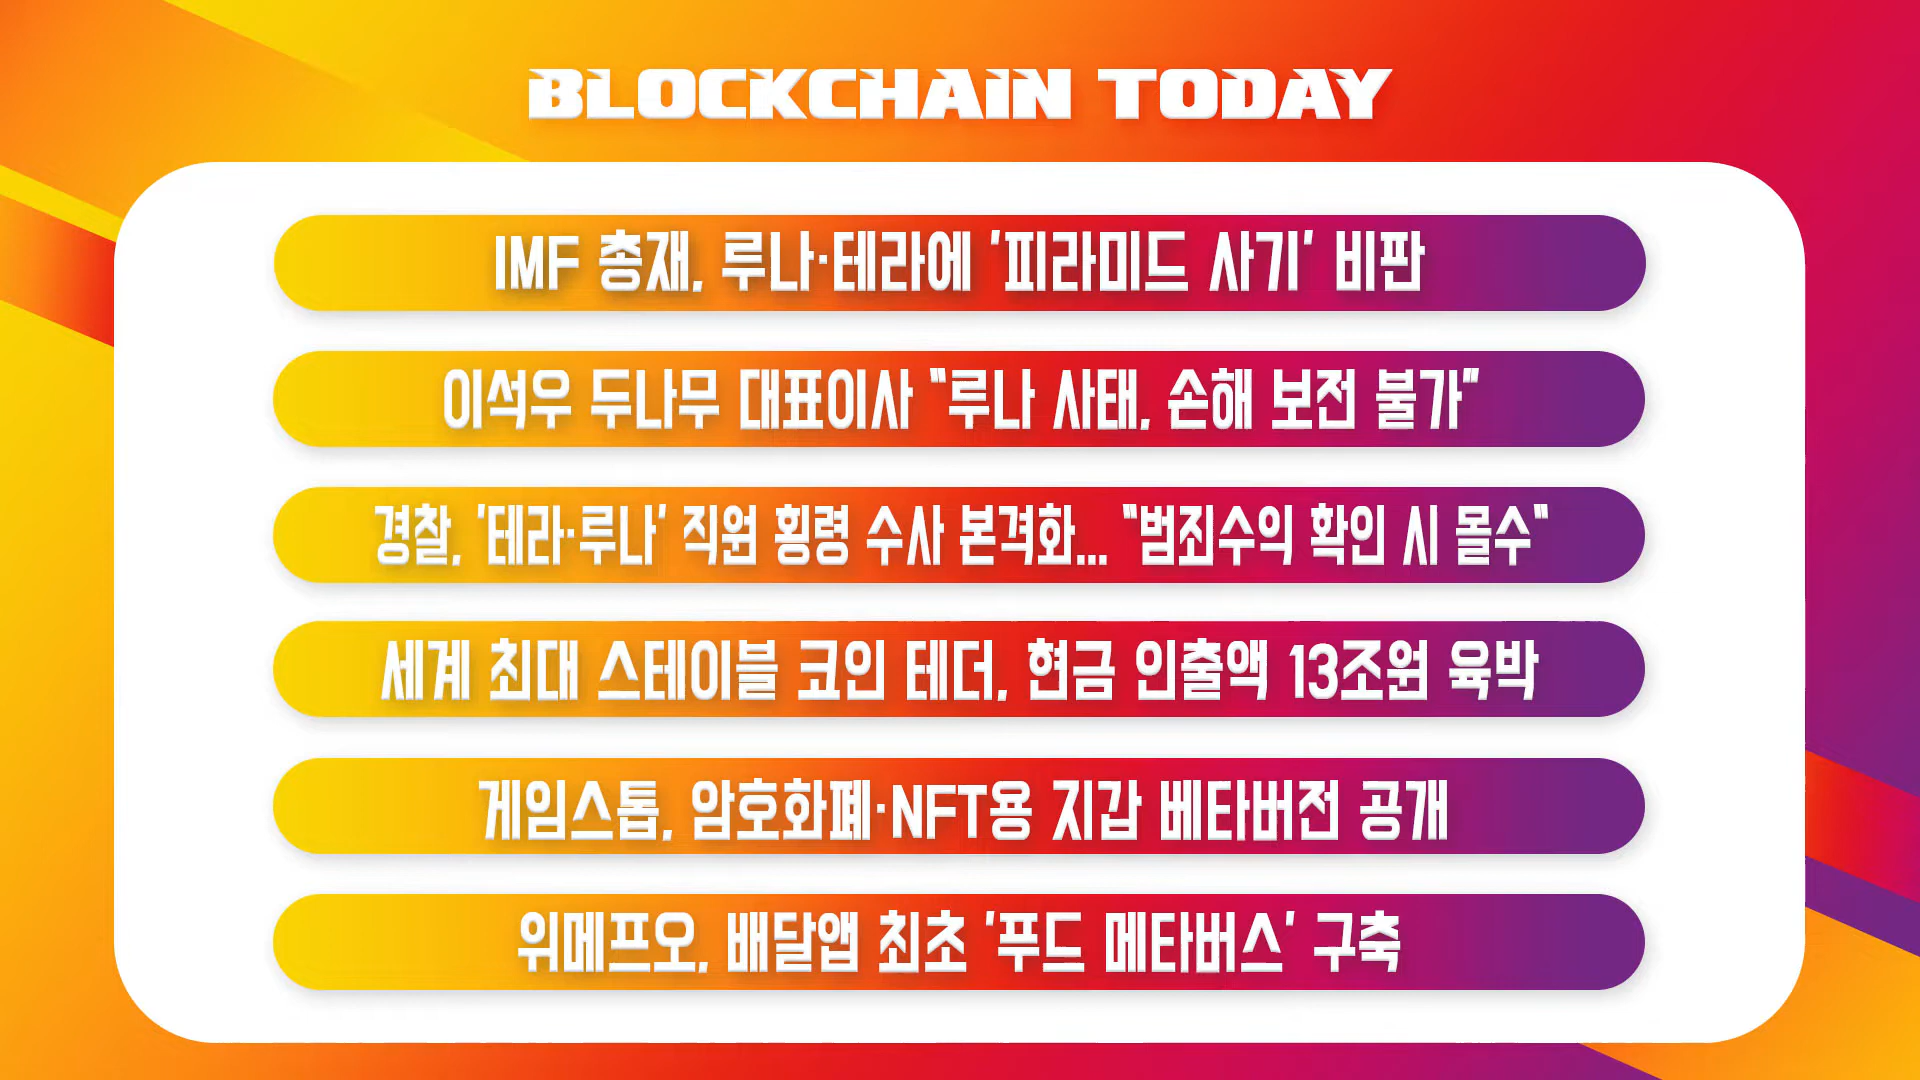 BLOCKCHAIN TODAY
IMF 총재, 루나·테라에 '피라미드 사기' 비판
이석우 두나무 대표이사 "루나 사태, 손해 보전 불가"
경찰, '테라·루나' 직원 횡령 수사 본격화... "범죄수익 확인 시 몰수"
세계 최대 스테이블 코인 테더, 현금 인출액 13조원 육박
게임스톱, 암호화폐·NFT용 지갑 베타버전 공개
위메프오, 배달앱 최초 '푸드 메타버스' 구축